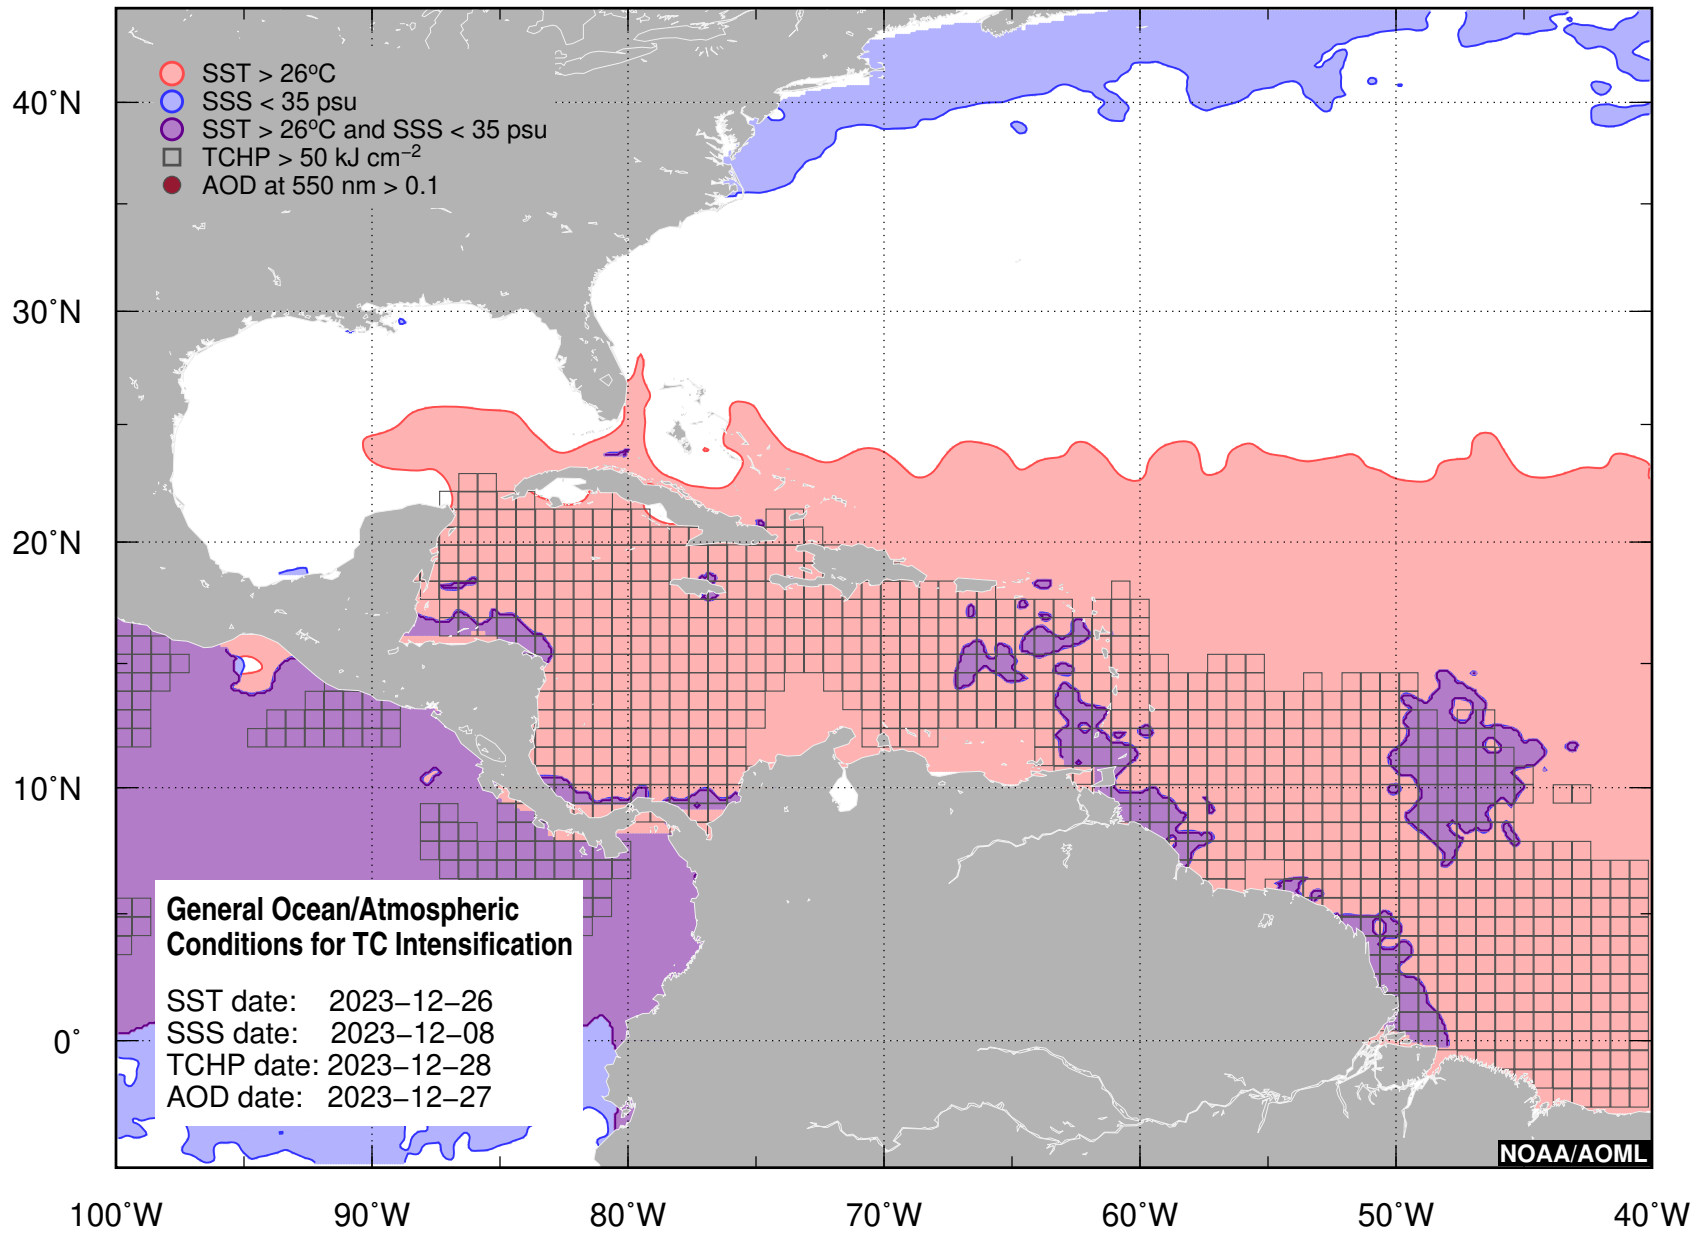 SST > 26°C
SSS < 35 psu
SST > 26°C and SSS < 35 psu
TCHP > 50 kJ cm⁻²
AOD at 550 nm > 0.1
40°N
30°N
20°N
10°N
0°
General Ocean/Atmospheric
Conditions for TC Intensification
SST date: 2023−12−26
SSS date: 2023−12−08
TCHP date: 2023−12−28
AOD date: 2023−12−27
NOAA/AOML
100°W 90°W 80°W 70°W 60°W 50°W 40°W